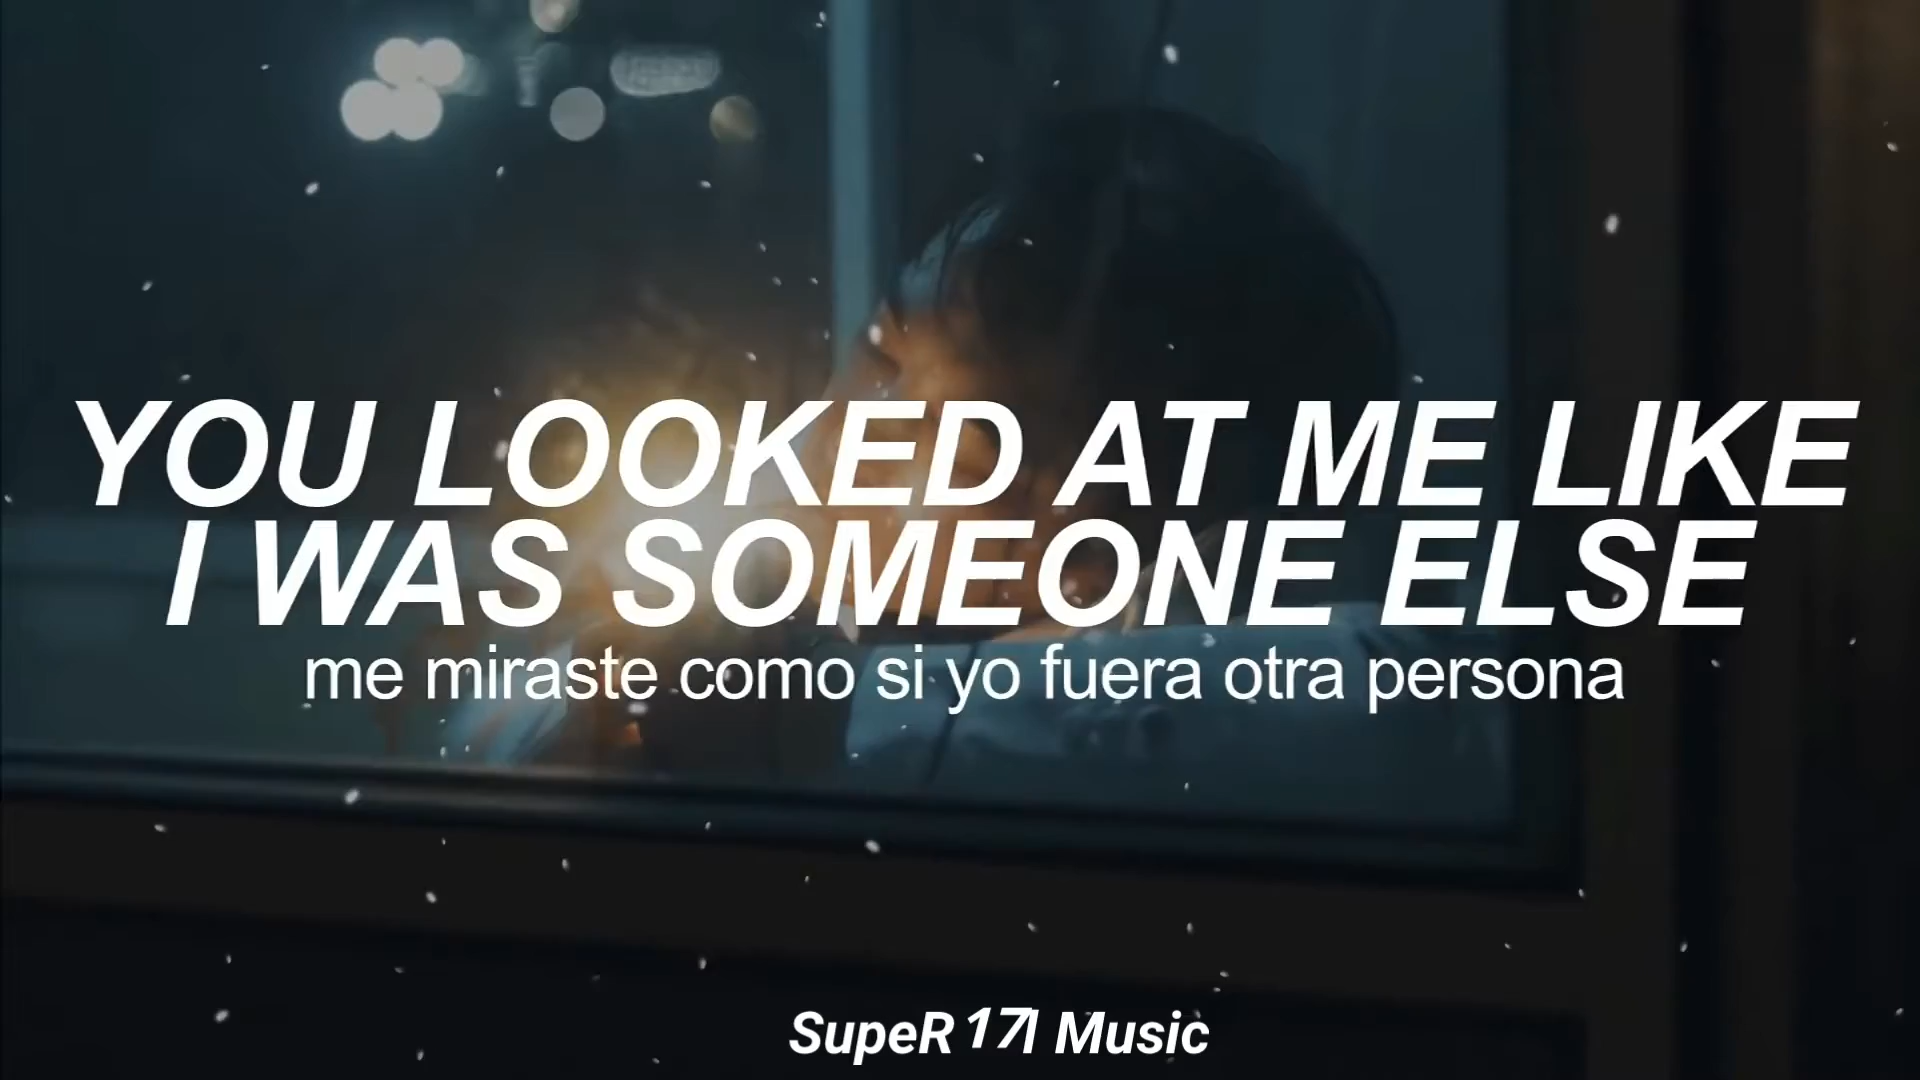 YOU LOOKED AT ME LIKE
I WAS SOMEONE ELSE
me miraste como si yo fuera otra persona
SupeR 17l Music